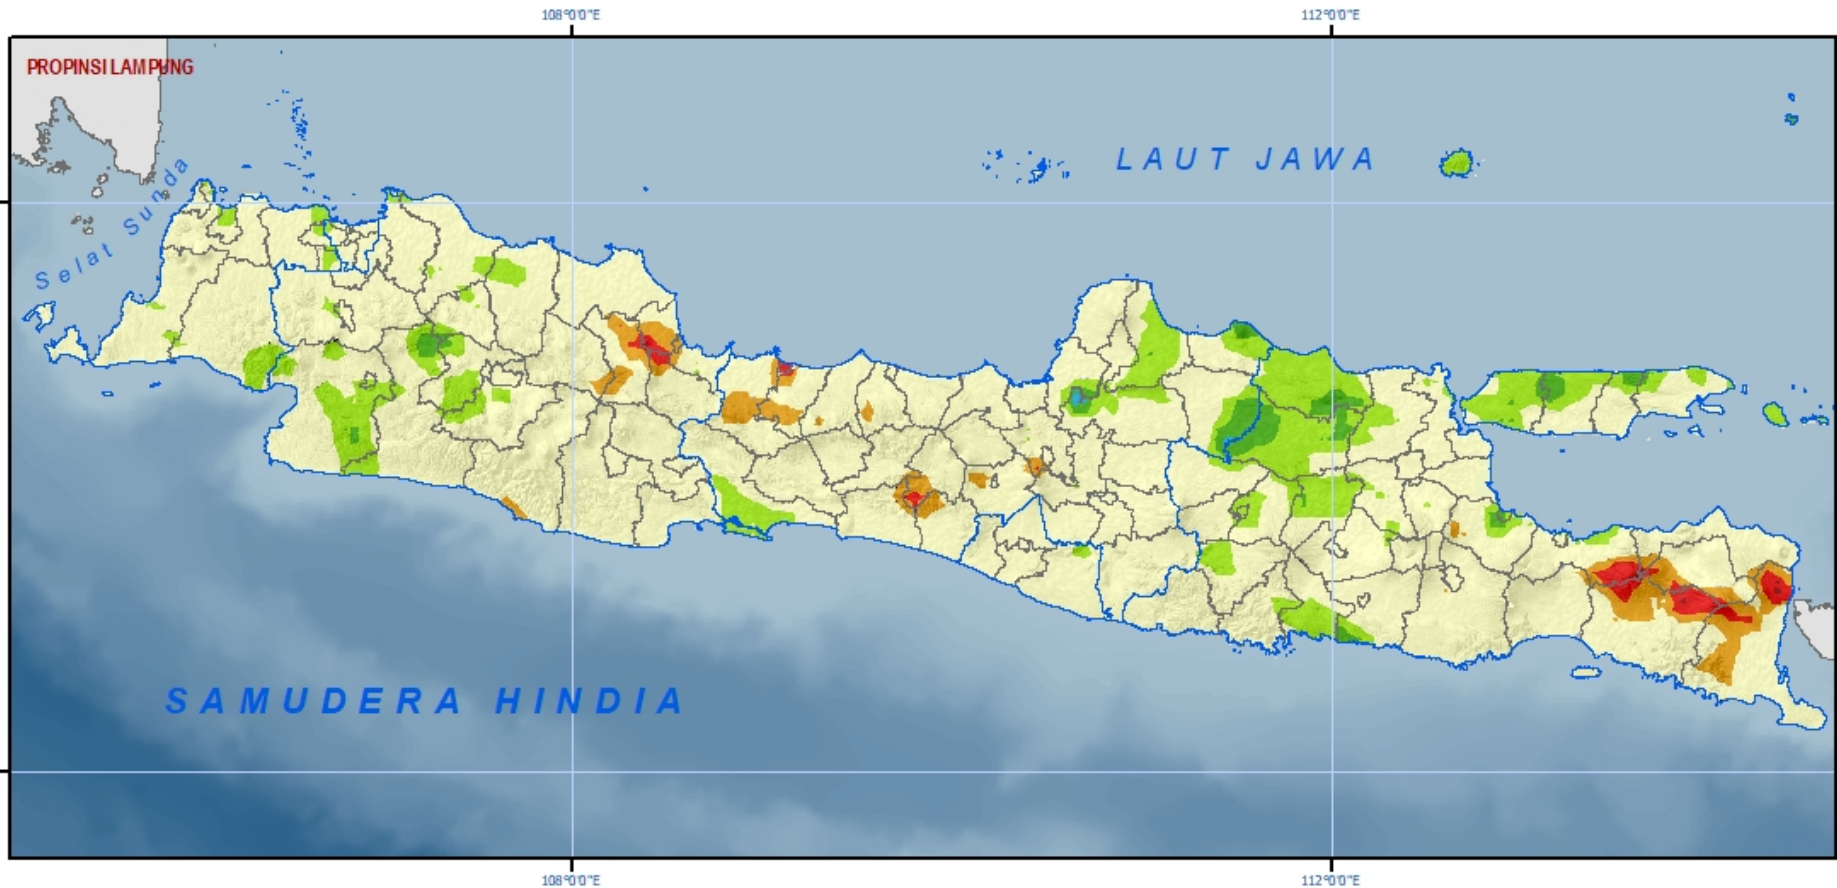 108°0'0"E
112°0'0"E
PROPINSI LAMPUNG
LAUT JAWA
Selat Sunda
SAMUDERA HINDIA
108°0'0"E
112°0'0"E